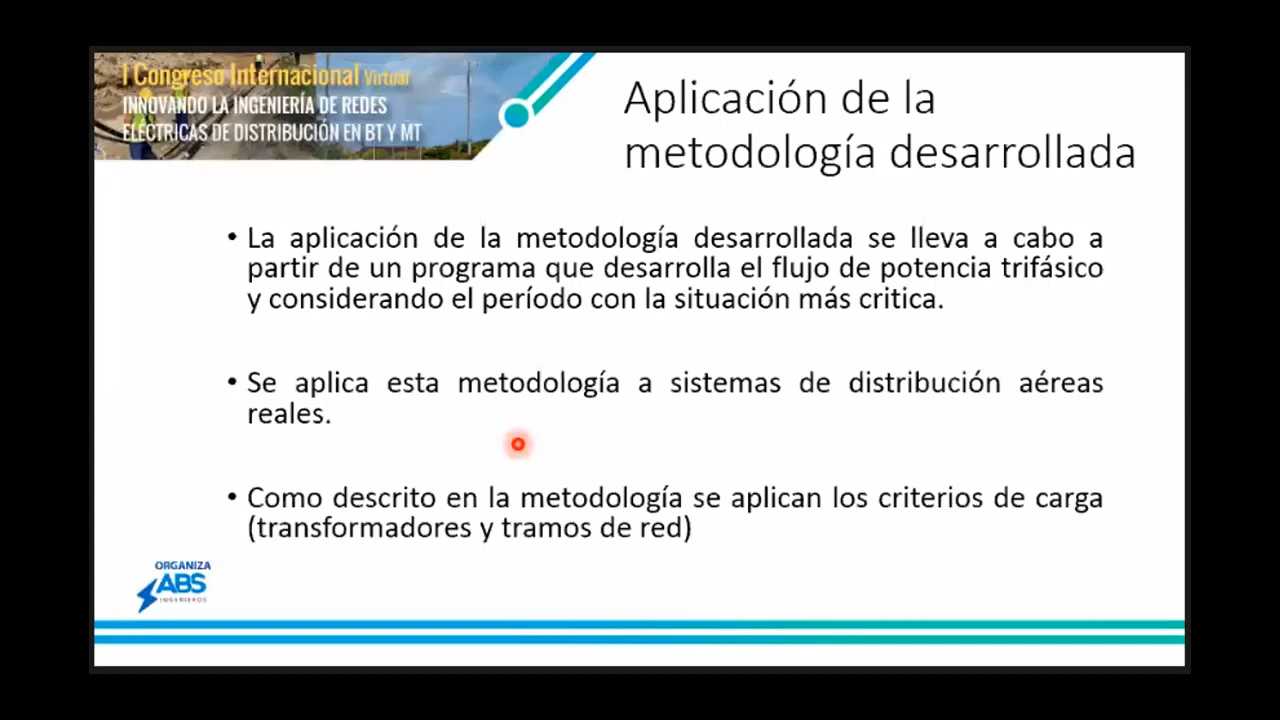 I Congreso Internacional Virtual
INNOVANDO LA INGENIERÍA DE REDES
ELÉCTRICAS DE DISTRIBUCIÓN EN BT Y MT
Aplicación de la
metodología desarrollada
• La aplicación de la metodología desarrollada se lleva a cabo a
partir de un programa que desarrolla el flujo de potencia trifásico
y considerando el período con la situación más critica.
• Se aplica esta metodología a sistemas de distribución aéreas
reales.
• Como descrito en la metodología se aplican los criterios de carga
(transformadores y tramos de red)
ORGANIZA
ABS
INGENIEROS